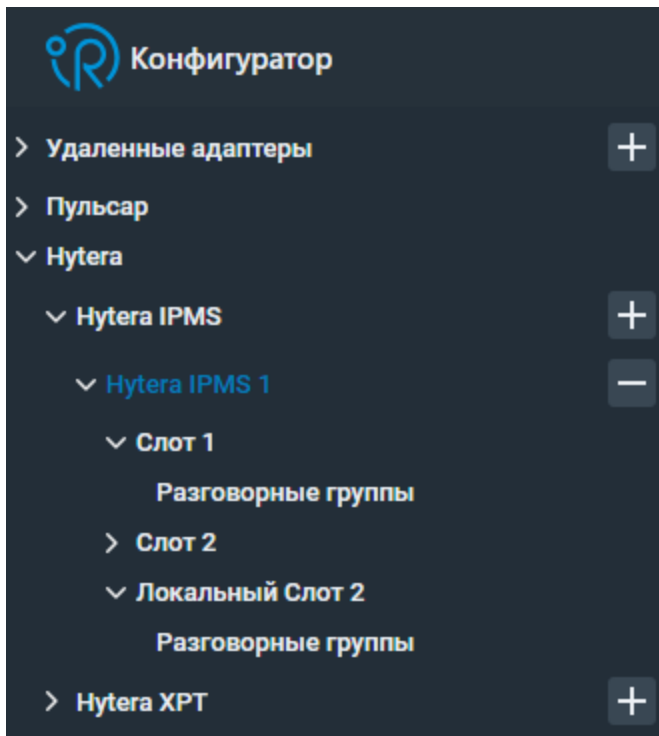 Конфигуратор
Удаленные адаптеры
Пульсар
Hytera
Hytera IPMS
Hytera IPMS 1
Слот 1
Разговорные группы
Слот 2
Локальный Слот 2
Разговорные группы
Hytera XPT